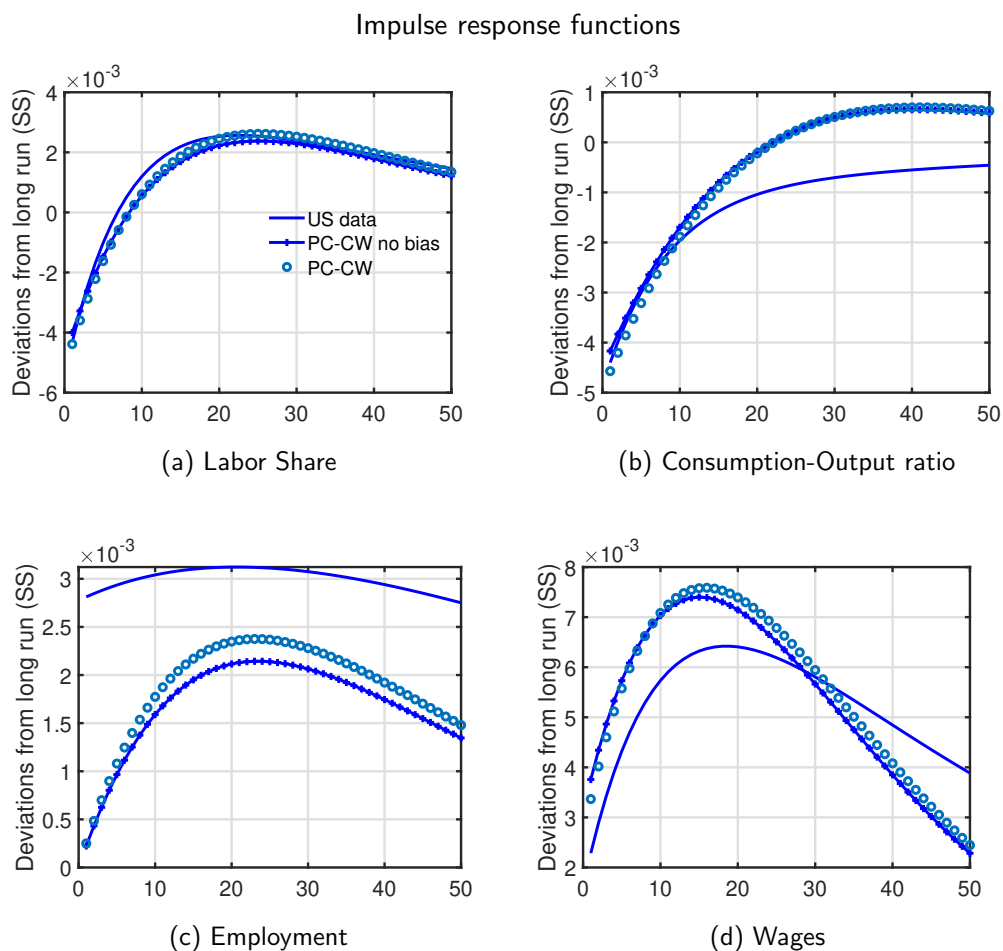 Impulse response functions
×10⁻³
Deviations from long run (SS)
4
2
0
-2
-4
-6
0 10 20 30 40 50
US data
PC-CW no bias
PC-CW
(a) Labor Share
×10⁻³
Deviations from long run (SS)
1
0
-1
-2
-3
-4
-5
0 10 20 30 40 50
(b) Consumption-Output ratio
×10⁻³
Deviations from long run (SS)
3
2.5
2
1.5
1
0.5
0
0 10 20 30 40 50
(c) Employment
×10⁻³
Deviations from long run (SS)
8
7
6
5
4
3
2
0 10 20 30 40 50
(d) Wages